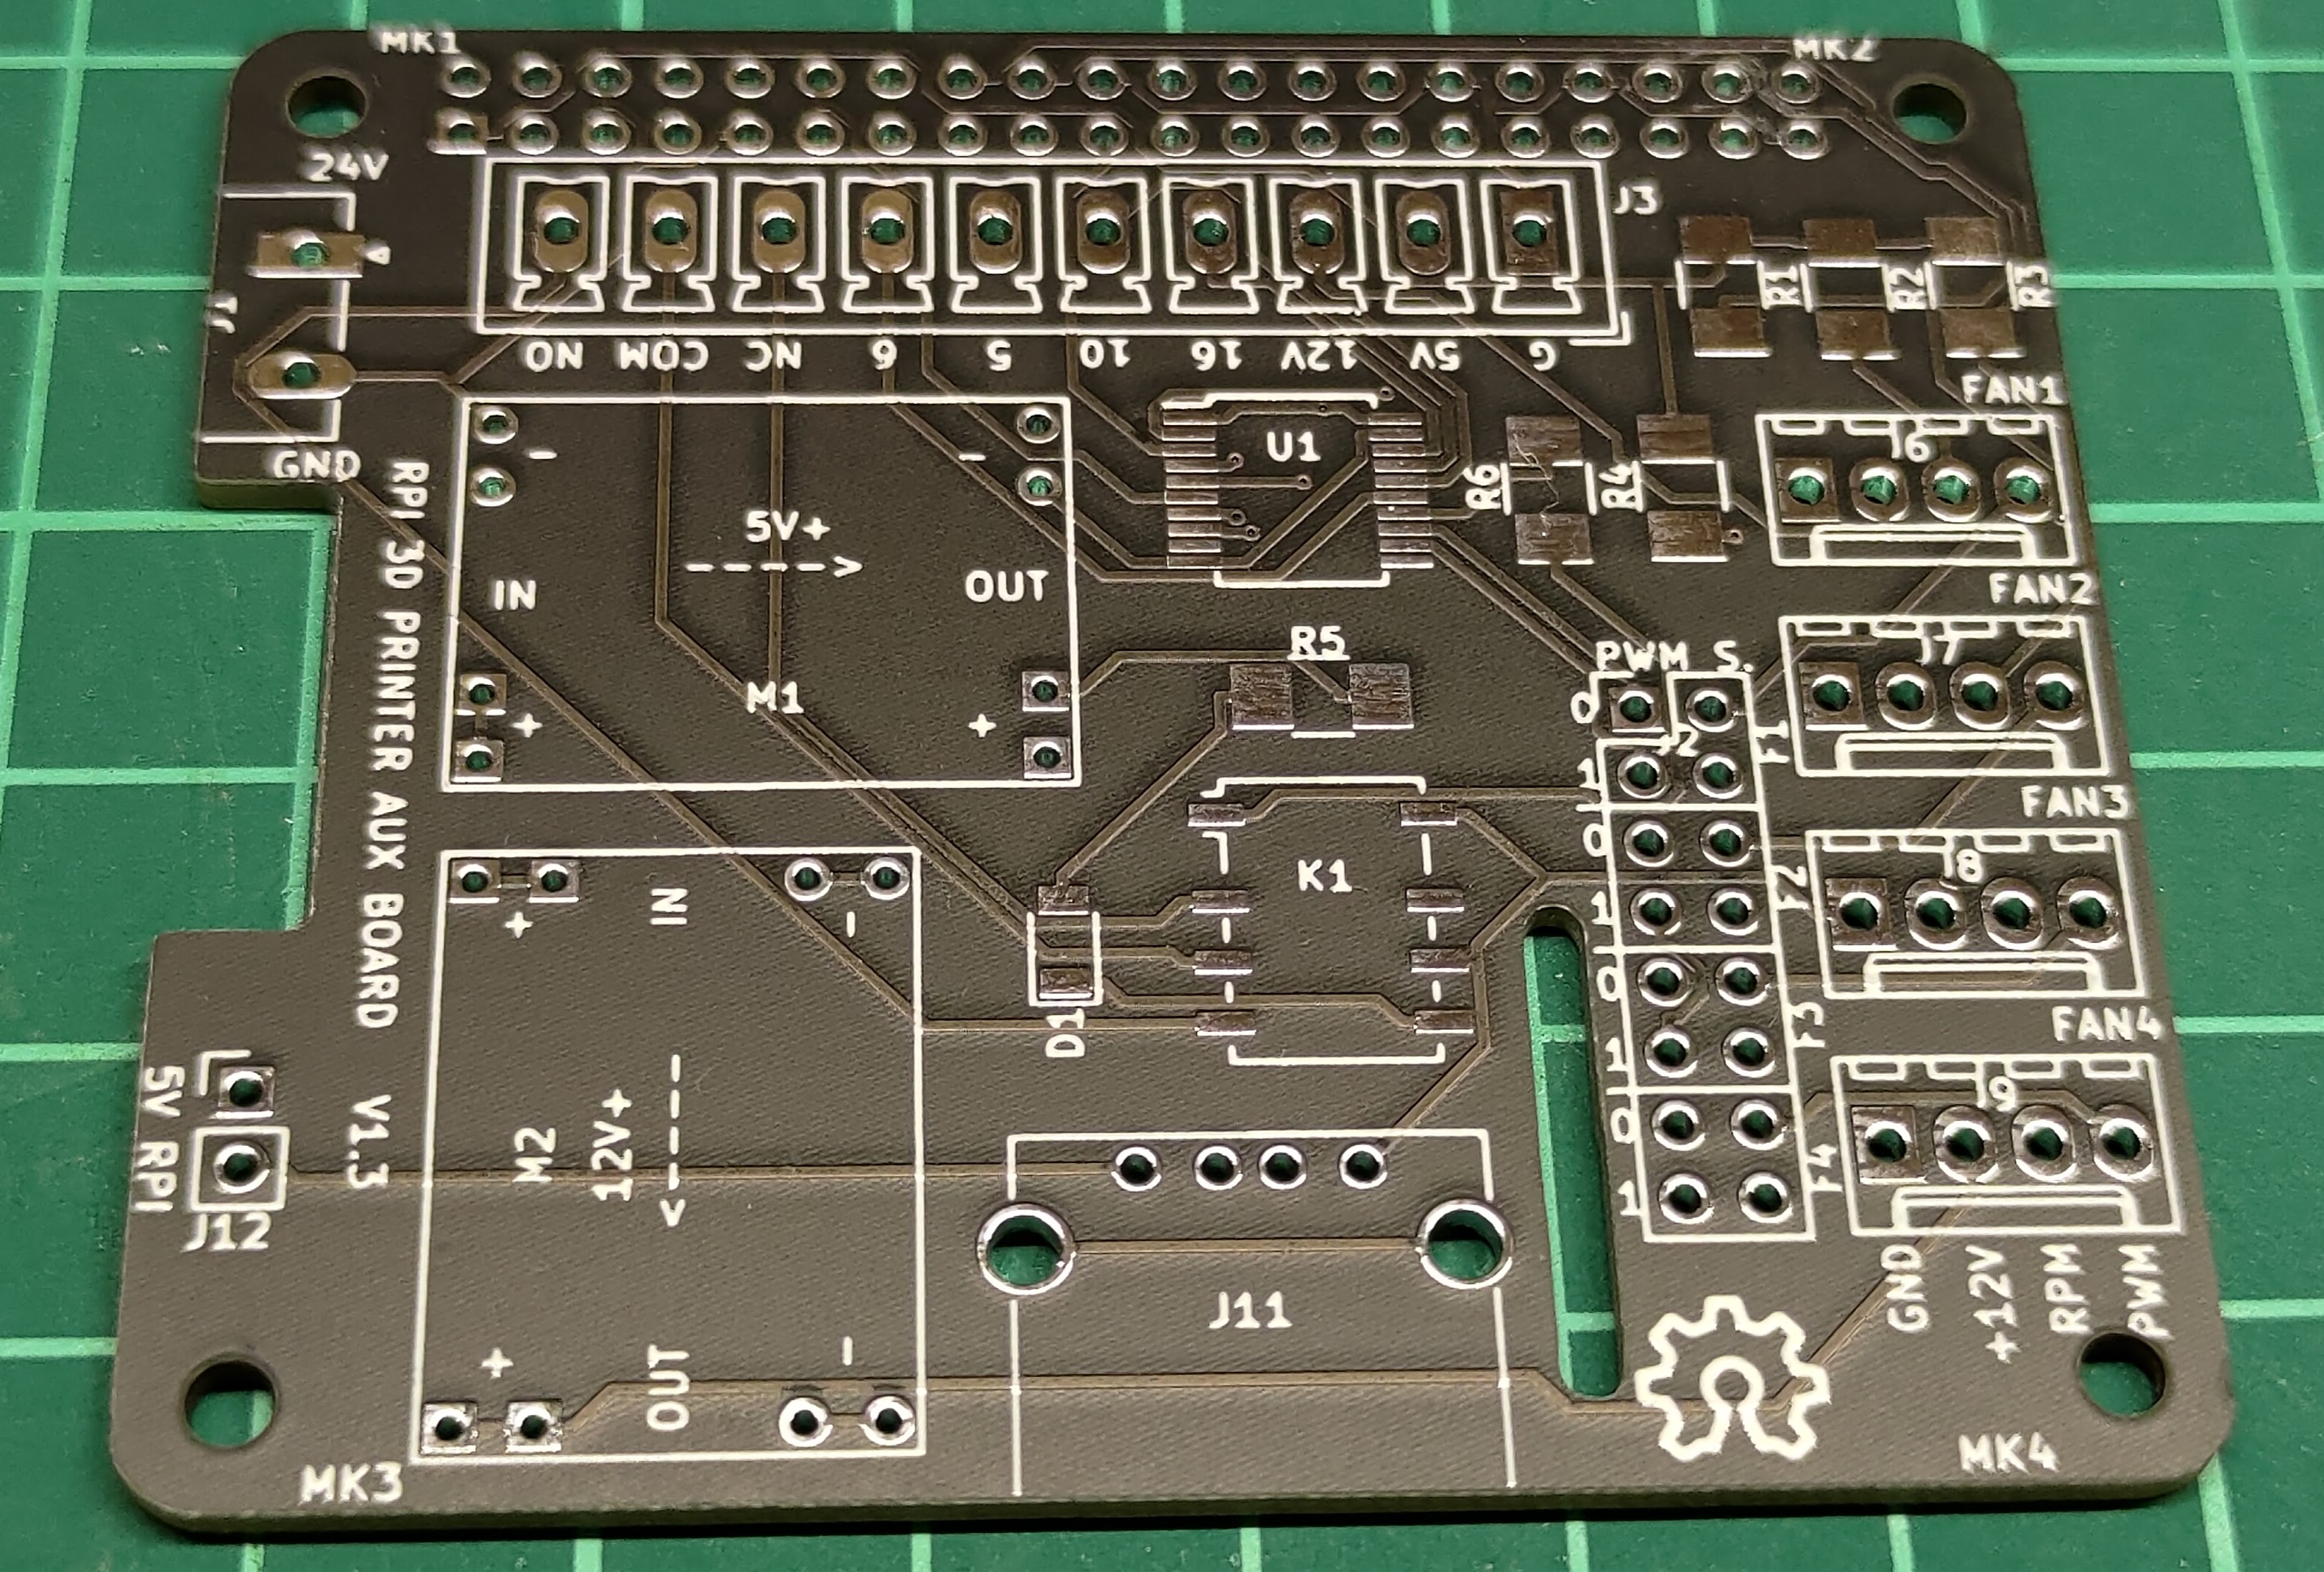 MK1
MK2
24V
J3
J1
R1
R2
R3
NO
COM
NC
6
5
10
16
12V
5V
G
FAN1
J6
GND
U1
R6
R4
5V+
----->
IN
OUT
-
-
+
+
M1
RPI 3D PRINTER AUX BOARD V1.3
FAN2
J7
R5
PWM S.
J2
0
1
0
1
0
1
0
1
F1
F2
F3
F4
FAN3
J8
K1
IN
+
-
D1
FAN4
J9
5V RPI
J12
M2
12V+
<-----
J11
GND
+12V
RPM
PWM
+
OUT
-
MK3
MK4